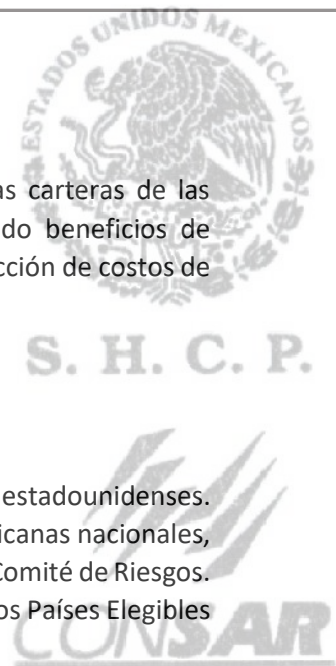 ESTADOS UNIDOS MEXICANOS
as carteras de las
do beneficios de
cción de costos de
S. H. C. P.
estadounidenses.
icanas nacionales,
Comité de Riesgos.
os Países Elegibles
CONSAR